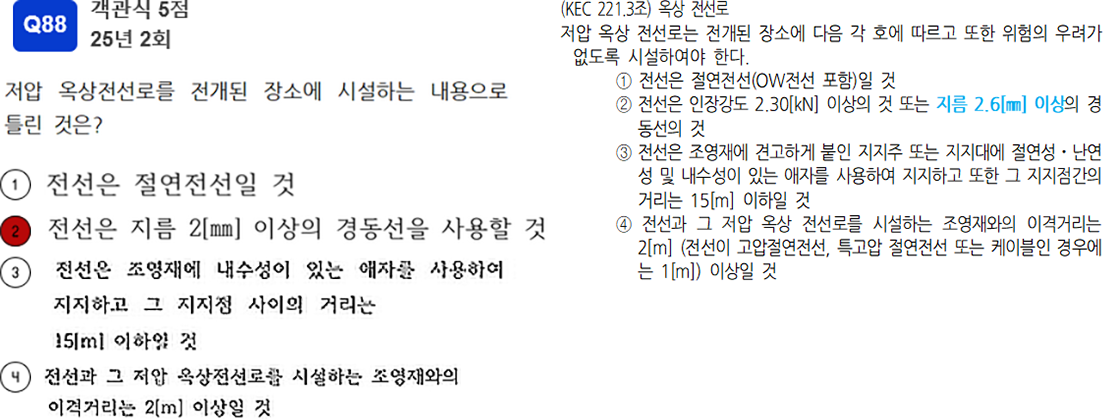 Q88
객관식 5점
25년 2회
저압 옥상전선로를 전개된 장소에 시설하는 내용으로
틀린 것은?
① 전선은 절연전선일 것
② 전선은 지름 2[㎜] 이상의 경동선을 사용할 것
③ 전선은 조영재에 내수성이 있는 애자를 사용하여
지지하고 그 지지점 사이의 거리는
15[m] 이하일 것
④ 전선과 그 저압 옥상전선로를 시설하는 조영재와의
이격거리는 2[m] 이상일 것
(KEC 221.3조) 옥상 전선로
저압 옥상 전선로는 전개된 장소에 다음 각 호에 따르고 또한 위험의 우려가
없도록 시설하여야 한다.
① 전선은 절연전선(OW전선 포함)일 것
② 전선은 인장강도 2.30[kN] 이상의 것 또는 지름 2.6[㎜] 이상의 경
동선의 것
③ 전선은 조영재에 견고하게 붙인 지지주 또는 지지대에 절연성・난연
성 및 내수성이 있는 애자를 사용하여 지지하고 또한 그 지지점간의
거리는 15[m] 이하일 것
④ 전선과 그 저압 옥상 전선로를 시설하는 조영재와의 이격거리는
2[m] (전선이 고압절연전선, 특고압 절연전선 또는 케이블인 경우에
는 1[m]) 이상일 것